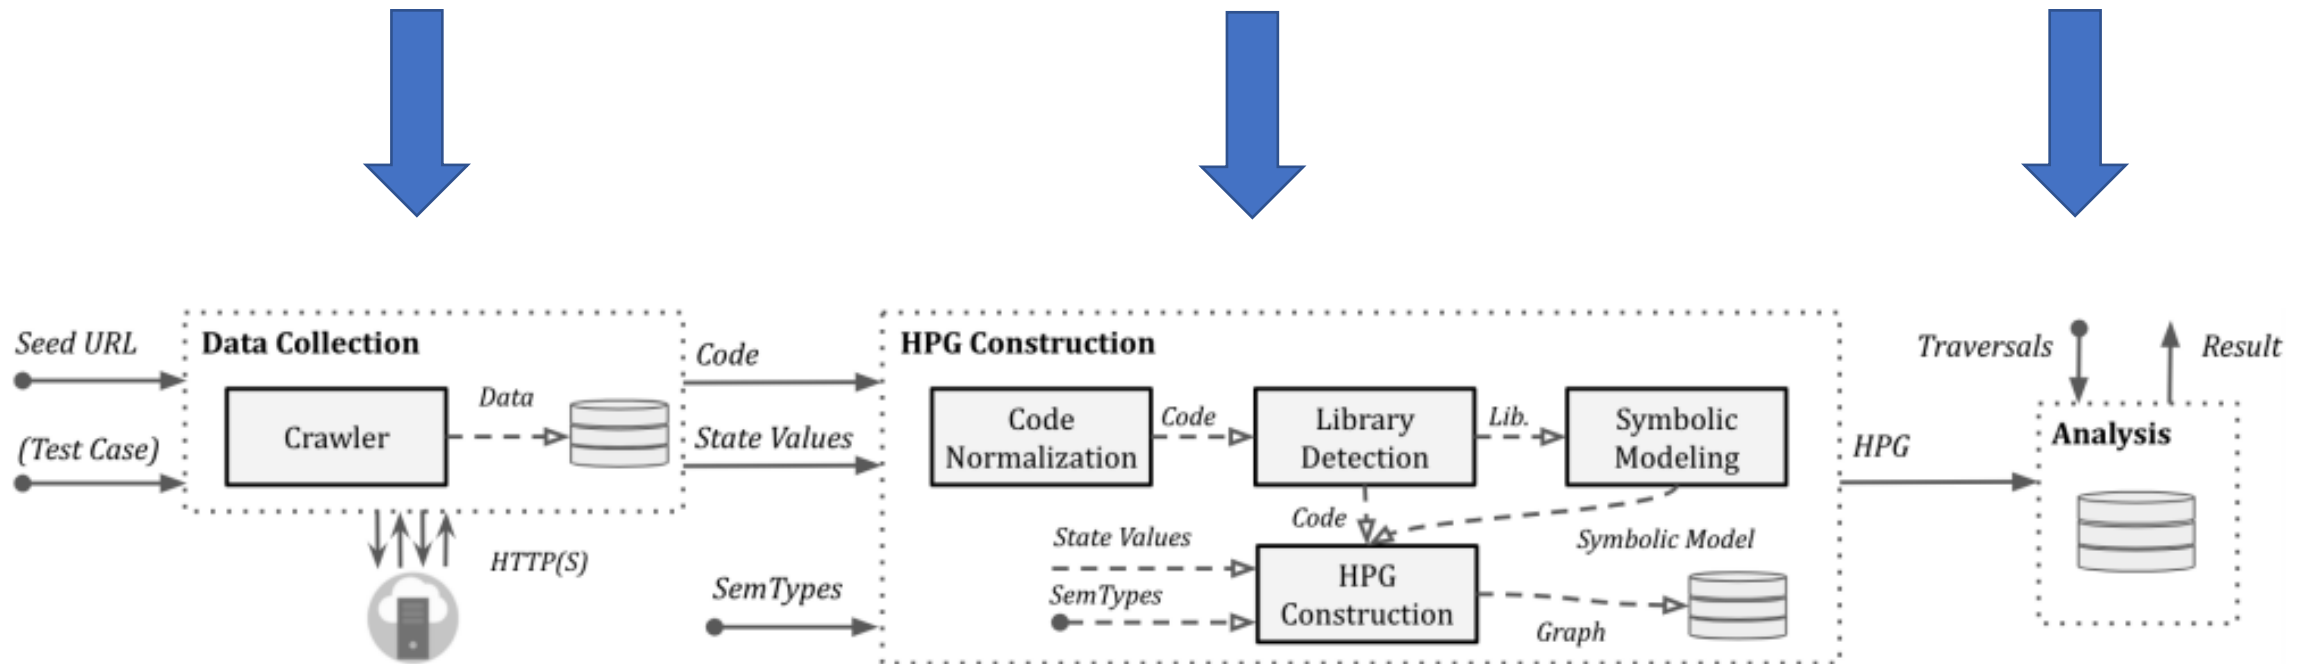 Seed URL
(Test Case)
Data Collection
Crawler
Data
HTTP(S)
Code
State Values
SemTypes
HPG Construction
Code
Normalization
Code
Library
Detection
Lib.
Symbolic
Modeling
Code
Symbolic Model
State Values
SemTypes
HPG
Construction
Graph
HPG
Traversals
Result
Analysis